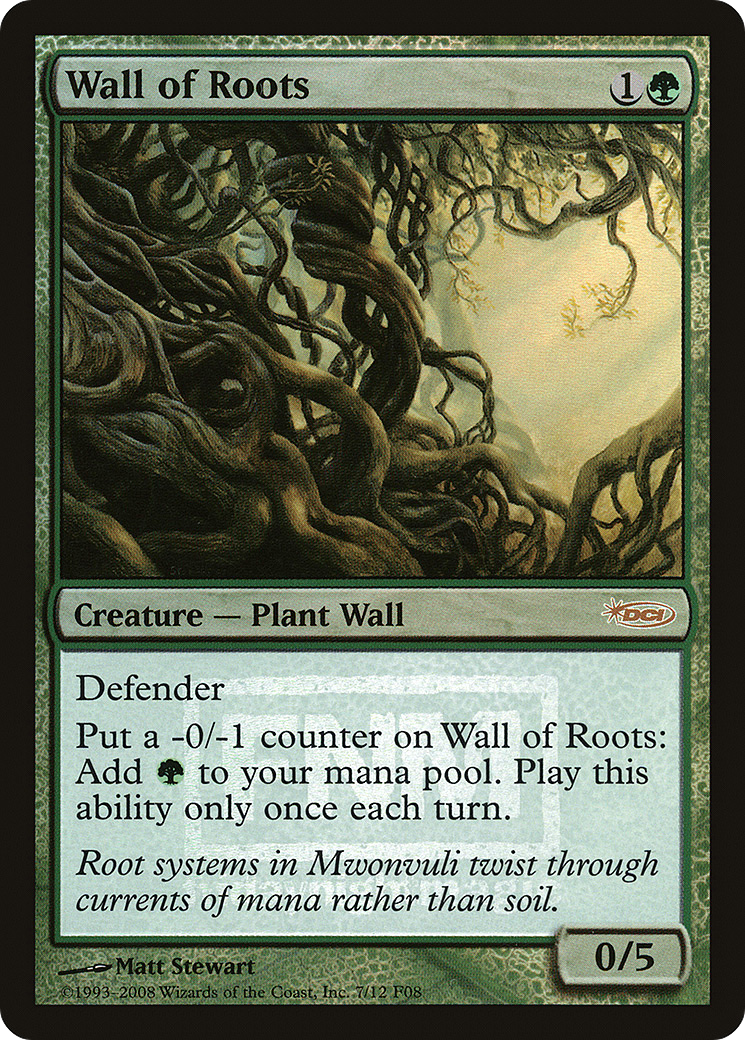 Wall of Roots 1
Creature — Plant Wall DCI
Defender
Put a -0/-1 counter on Wall of Roots:
Add to your mana pool. Play this
ability only once each turn.
Root systems in Mwonvuli twist through
currents of mana rather than soil.
FNM
0/5
Matt Stewart
©1993–2008 Wizards of the Coast, Inc. 7/12 F08